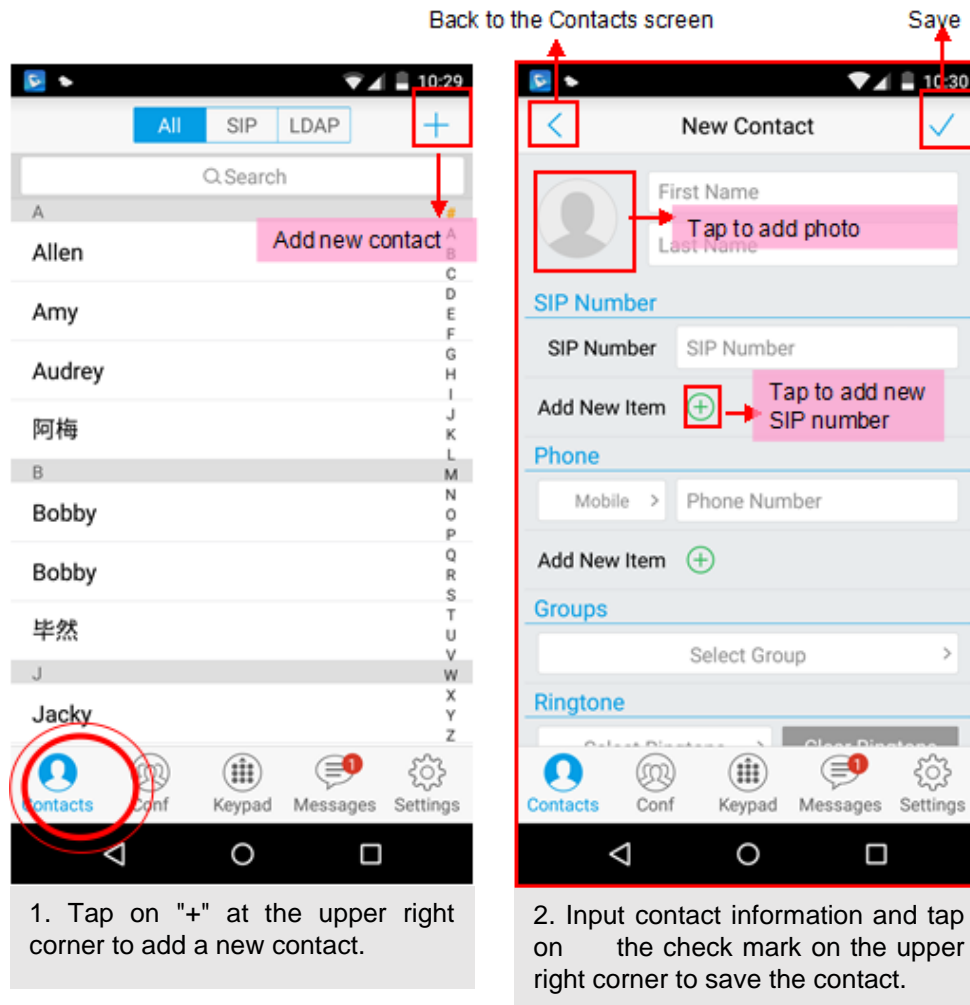 Back to the Contacts screen
Save
10:29
All SIP LDAP
+
Search
A
#
Add new contact
A
B
Allen
C
D
Amy
E
F
G
Audrey
H
I
J
阿梅
K
L
B
M
N
Bobby
O
P
Q
Bobby
R
S
T
毕然
U
V
J
W
X
Jacky
Y
Z
Contacts Conf Keypad 1 Messages Settings
1. Tap on "+" at the upper right
corner to add a new contact.
10:30
New Contact
First Name
Tap to add photo
Last Name
SIP Number
SIP Number SIP Number
Add New Item
Tap to add new
SIP number
Phone
Mobile > Phone Number
Add New Item
Groups
Select Group >
Ringtone
Select Ringtone > Clear Ringtone
Contacts Conf Keypad 1 Messages Settings
2. Input contact information and tap
on the check mark on the upper
right corner to save the contact.